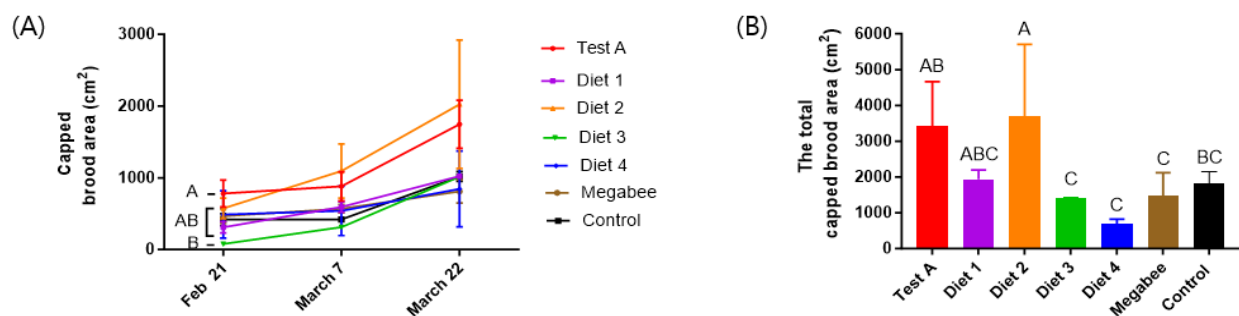 (A)
Capped
brood area (cm²)
3000
2000
1000
0
A
AB
B
Feb 21
March 7
March 22
Test A
Diet 1
Diet 2
Diet 3
Diet 4
Megabee
Control
(B)
The total
capped brood area (cm²)
6000
5000
4000
3000
2000
1000
0
AB
ABC
A
C
C
C
BC
Test A
Diet 1
Diet 2
Diet 3
Diet 4
Megabee
Control